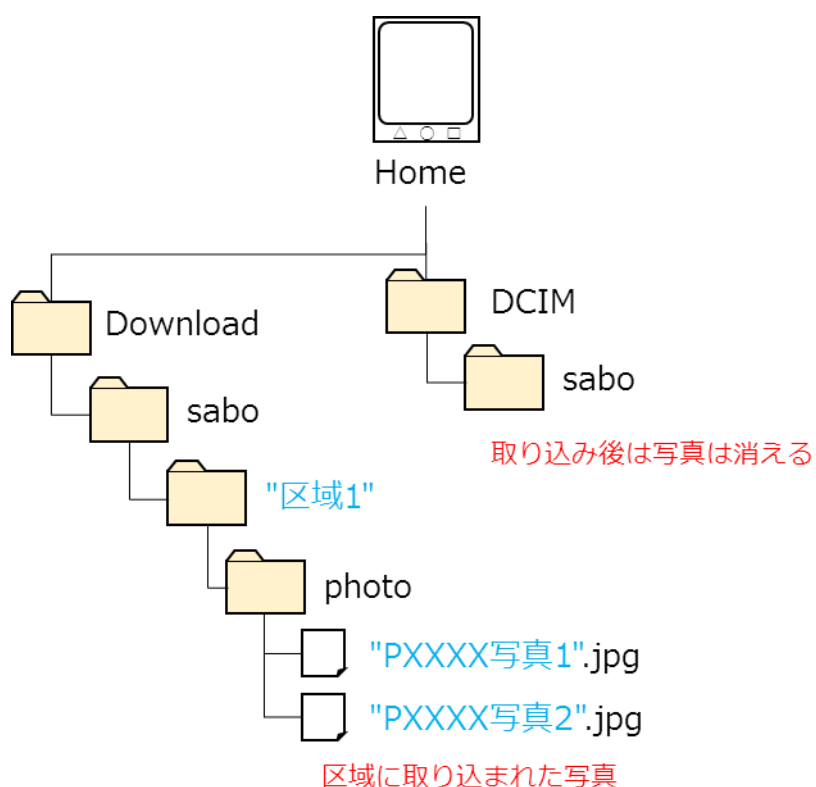 Home
Download
DCIM
sabo
sabo
取り込み後は写真は消える
"区域1"
photo
"PXXXX写真1".jpg
"PXXXX写真2".jpg
区域に取り込まれた写真